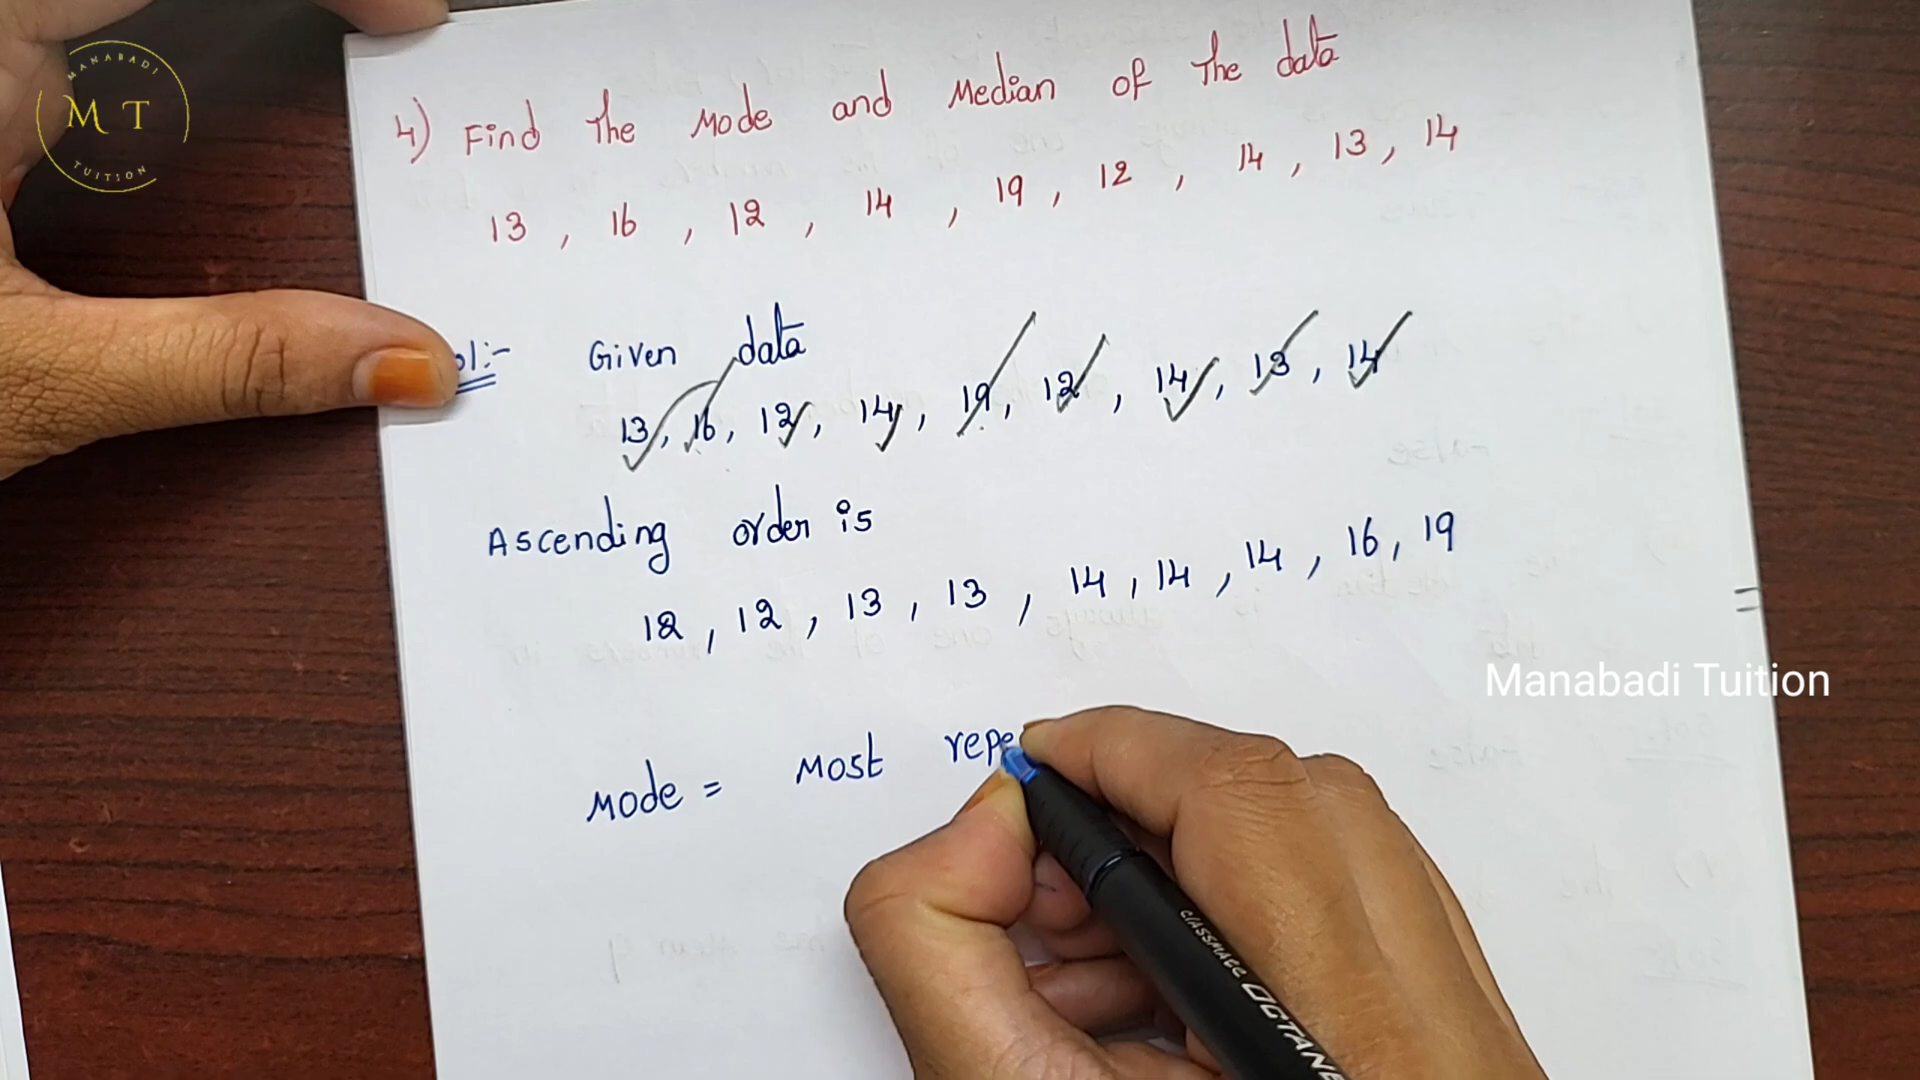 MANABADI
M T
TUITION
4) Find The Mode and Median of The data
13 , 16 , 12 , 14 , 19 , 12 , 14 , 13 , 14
ol:- Given data
13, 16, 12, 14, 19, 12, 14, 13, 14
Ascending order is
12, 12, 13, 13, 14, 14, 14, 16, 19
=
Manabadi Tuition
Mode = Most repe
classmate OCTANE